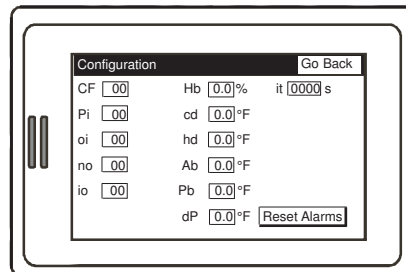 Configuration Go Back
CF 00 Hb 0.0 % it 0000 s
Pi 00 cd 0.0 °F
oi 00 hd 0.0 °F
no 00 Ab 0.0 °F
io 00 Pb 0.0 °F
dP 0.0 °F Reset Alarms